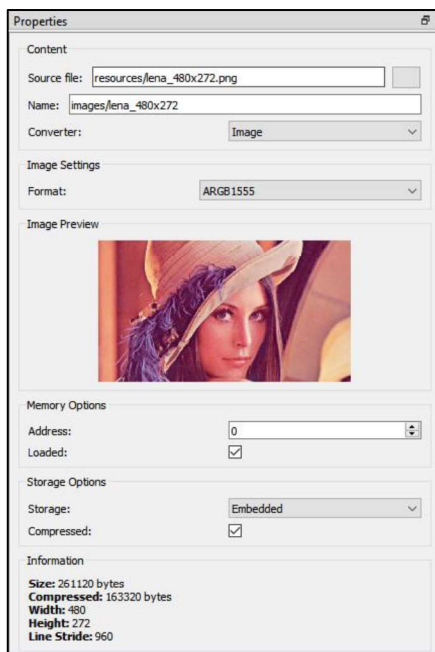 Properties
Content
Source file: resources/lena_480x272.png
Name: images/lena_480x272
Converter: Image
Image Settings
Format: ARGB1555
Image Preview
Memory Options
Address: 0
Loaded:
Storage Options
Storage: Embedded
Compressed:
Information
Size: 261120 bytes
Compressed: 163320 bytes
Width: 480
Height: 272
Line Stride: 960